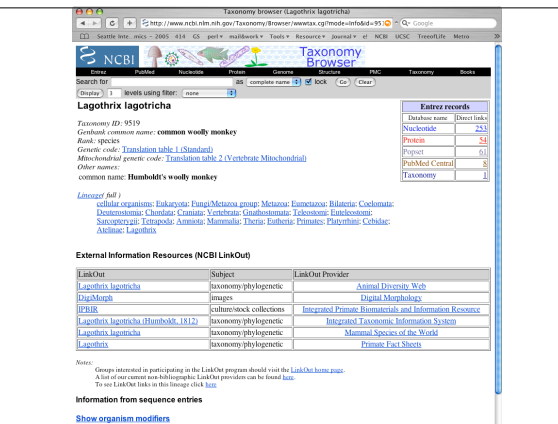 Taxonomy browser (Lagothrix lagotricha)
http://www.ncbi.nlm.nih.gov/Taxonomy/Browser/wwwtax.cgi?mode=Info&id=951
Q- Google
Seattle Inte...mics - 2005 414 GS perl mail&work Tools Resource Journal e! NCBI UCSC TreeofLife Metro
NCBI
Taxonomy Browser
Entrez PubMed Nucleotide Protein Genome Structure PMC Taxonomy Books
Search for as complete name lock Go Clear
Display 3 levels using filter: none
Lagothrix lagotricha
Taxonomy ID: 9519
Genbank common name: common woolly monkey
Rank: species
Genetic code: Translation table 1 (Standard)
Mitochondrial genetic code: Translation table 2 (Vertebrate Mitochondrial)
Other names:
common name: Humboldt's woolly monkey
Entrez records
Database name Direct links
Nucleotide 253
Protein 54
Popset 61
PubMed Central 8
Taxonomy 1
Lineage( full )
cellular organisms; Eukaryota; Fungi/Metazoa group; Metazoa; Eumetazoa; Bilateria; Coelomata;
Deuterostomia; Chordata; Craniata; Vertebrata; Gnathostomata; Teleostomi; Euteleostomi;
Sarcopterygii; Tetrapoda; Amniota; Mammalia; Theria; Eutheria; Primates; Platyrrhini; Cebidae;
Atelinae; Lagothrix
External Information Resources (NCBI LinkOut)
LinkOut Subject LinkOut Provider
Lagothrix lagotricha taxonomy/phylogenetic Animal Diversity Web
DigiMorph images Digital Morphology
IPBIR culture/stock collections Integrated Primate Biomaterials and Information Resource
Lagothrix lagotricha (Humboldt, 1812) taxonomy/phylogenetic Integrated Taxonomic Information System
Lagothrix lagotricha taxonomy/phylogenetic Mammal Species of the World
Lagothrix taxonomy/phylogenetic Primate Fact Sheets
Notes:
Groups interested in participating in the LinkOut program should visit the LinkOut home page.
A list of our current non-bibliographic LinkOut providers can be found here.
To see LinkOut links in this lineage click here
Information from sequence entries
Show organism modifiers